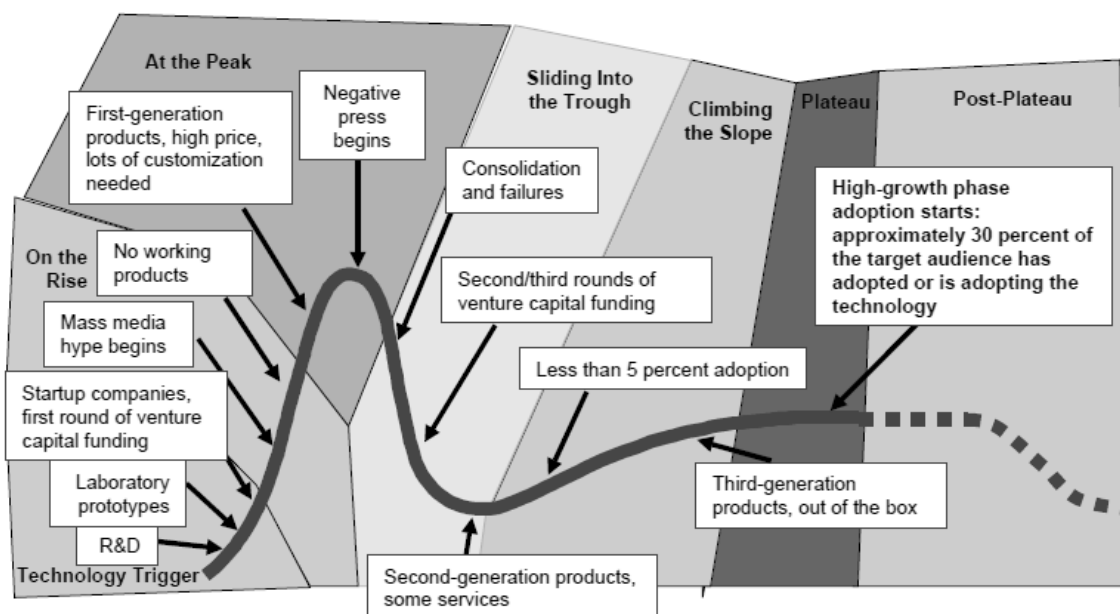 At the Peak
First-generation
products, high price,
lots of customization
needed
Negative
press
begins
Sliding Into
the Trough
Climbing
the Slope
Plateau
Post-Plateau
Consolidation
and failures
High-growth phase
adoption starts:
approximately 30 percent of
the target audience has
adopted or is adopting the
technology
On the
Rise
No working
products
Mass media
hype begins
Second/third rounds of
venture capital funding
Less than 5 percent adoption
Startup companies,
first round of venture
capital funding
Laboratory
prototypes
R&D
Technology Trigger
Third-generation
products, out of the box
Second-generation products,
some services